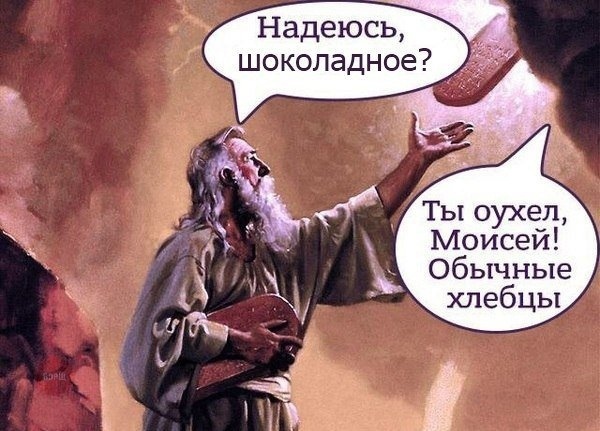 Надеюсь,
шоколадное?
Ты оухел,
Моисей!
Обычные
хлебцы